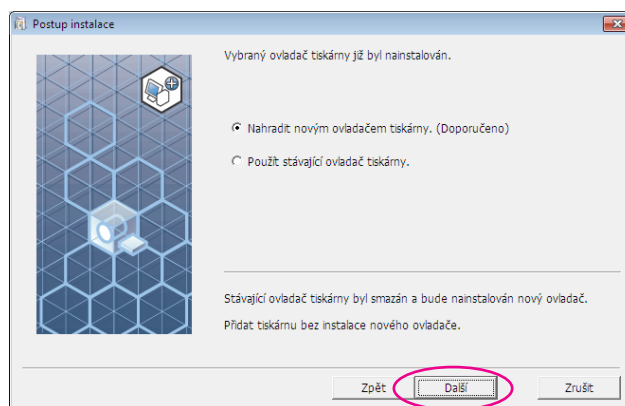 Postup instalace
Vybraný ovladač tiskárny již byl nainstalován.
Nahradit novým ovladačem tiskárny. (Doporučeno)
Použít stávající ovladač tiskárny.
Stávající ovladač tiskárny byl smazán a bude nainstalován nový ovladač.
Přidat tiskárnu bez instalace nového ovladače.
Zpět Další Zrušit